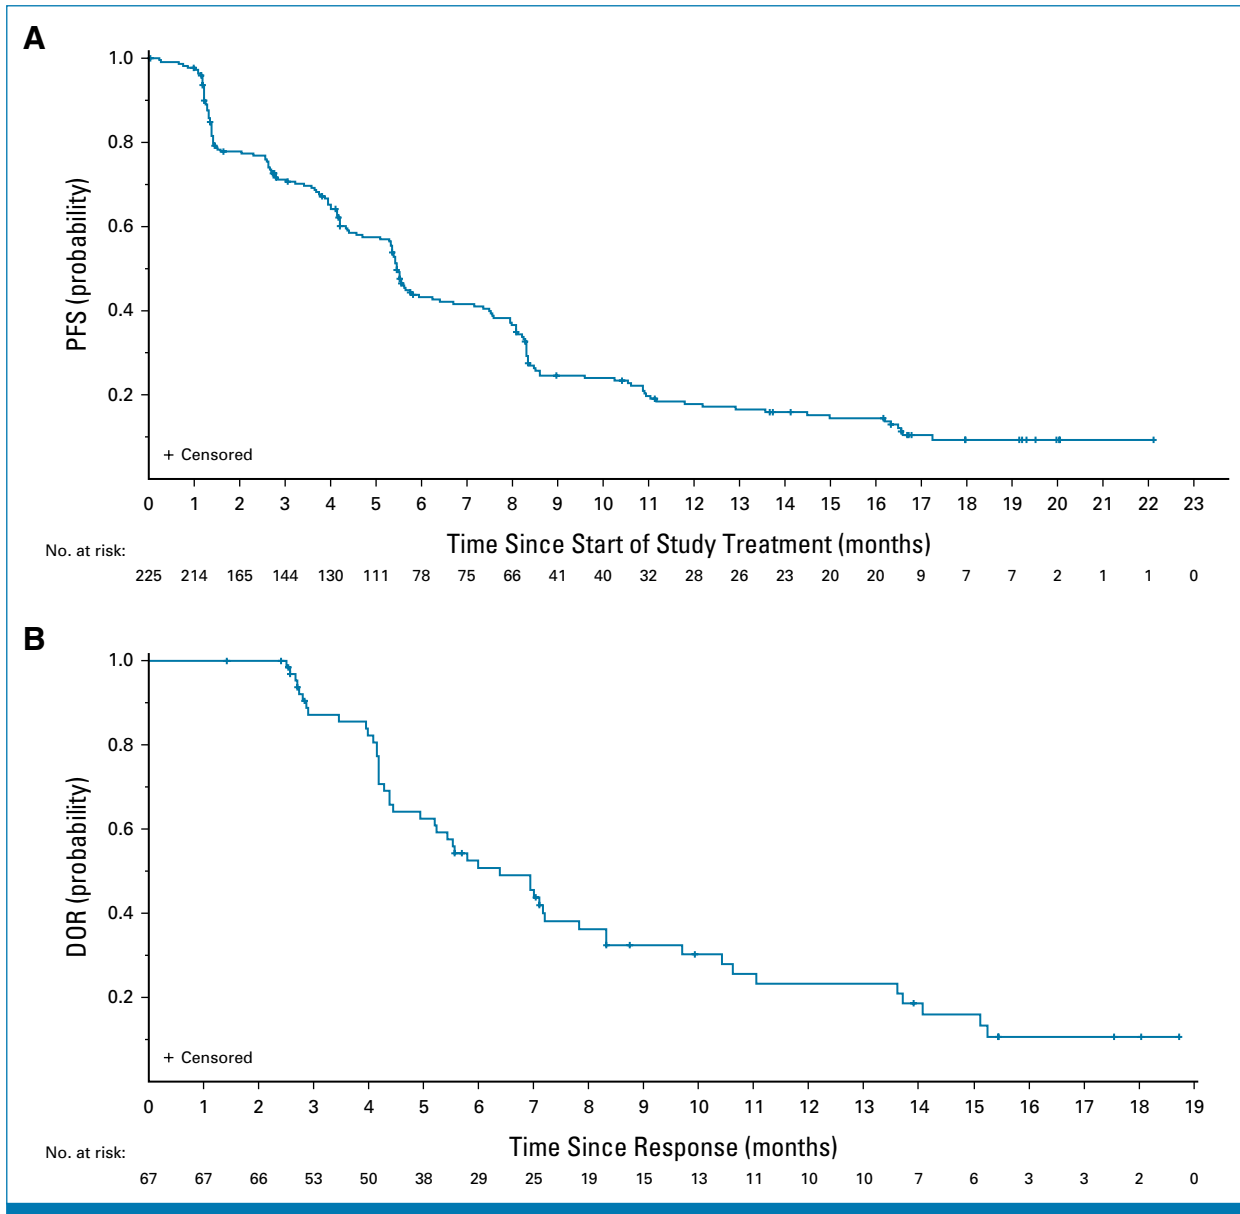 A
PFS (probability)
1.0
0.8
0.6
0.4
0.2
+ Censored
0 1 2 3 4 5 6 7 8 9 10 11 12 13 14 15 16 17 18 19 20 21 22 23
Time Since Start of Study Treatment (months)
No. at risk:
225 214 165 144 130 111 78 75 66 41 40 32 28 26 23 20 20 9 7 7 2 1 1 0
B
DOR (probability)
1.0
0.8
0.6
0.4
0.2
+ Censored
0 1 2 3 4 5 6 7 8 9 10 11 12 13 14 15 16 17 18 19
Time Since Response (months)
No. at risk:
67 67 66 53 50 38 29 25 19 15 13 11 10 10 7 6 3 3 2 0